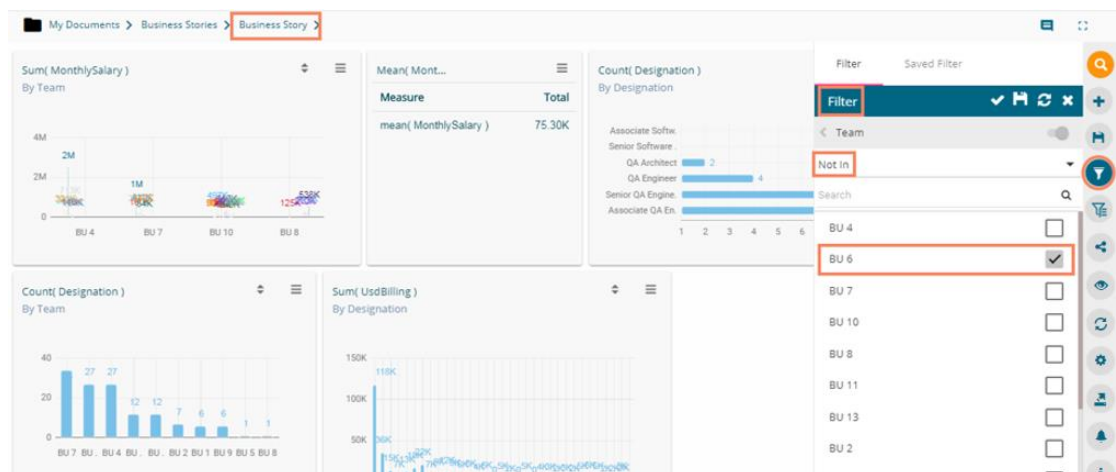 My Documents > Business Stories > Business Story >
Sum( MonthlySalary )
By Team
4M
2M
0
2M
1M
125
538K
BU 4 BU 7 BU 10 BU 8
Mean( Mont...
Measure Total
mean( MonthlySalary ) 75.30K
Count( Designation )
By Designation
Associate Softw.
Senior Software .
QA Architect 2
QA Engineer 4
Senior QA Engine.
Associate QA En.
1 2 3 4 5 6
Count( Designation )
By Team
40
20
0
27 27 12 12 7 6 6 1 1
BU 7 BU . BU 4 BU . BU . BU 2 BU 1 BU 9 BU 5 BU 8
Sum( UsdBilling )
By Designation
150K
100K
50K
116K
36K
Filter Saved Filter
Filter
< Team
Not In
Search
BU 4
BU 6
BU 7
BU 10
BU 8
BU 11
BU 13
BU 2